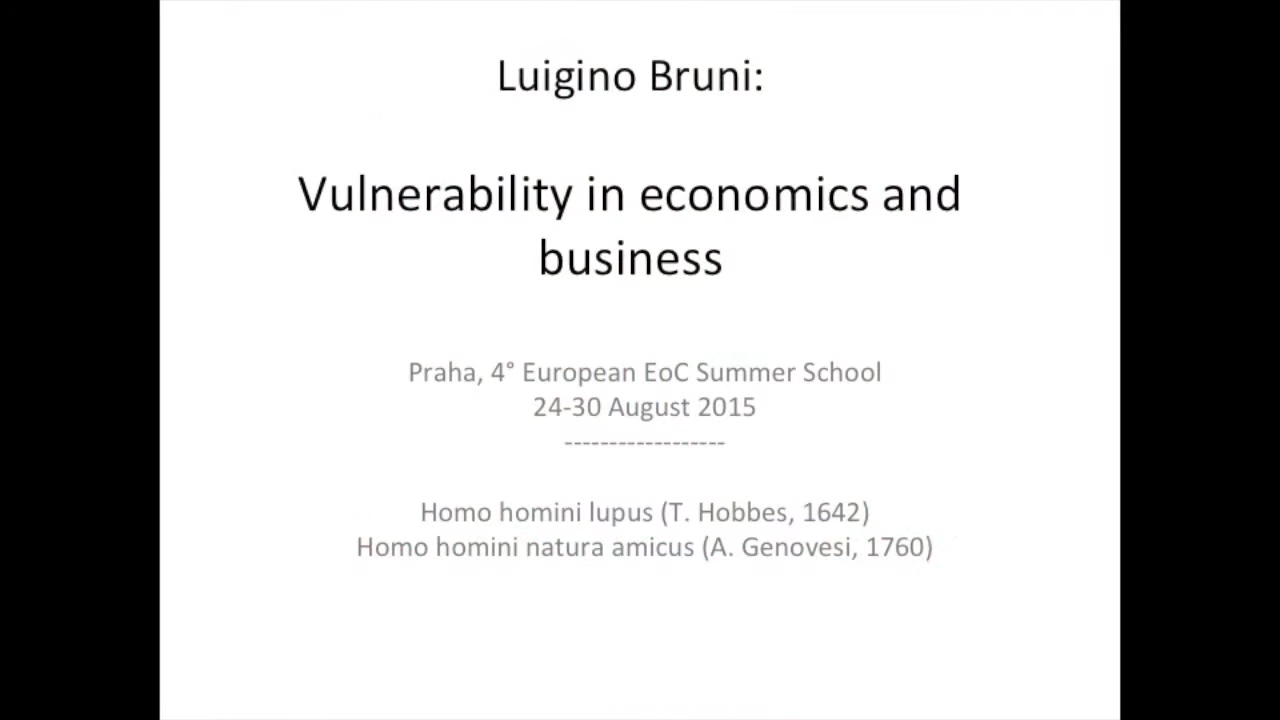 Luigino Bruni:
Vulnerability in economics and
business
Praha, 4° European EoC Summer School
24-30 August 2015
------------------
Homo homini lupus (T. Hobbes, 1642)
Homo homini natura amicus (A. Genovesi, 1760)